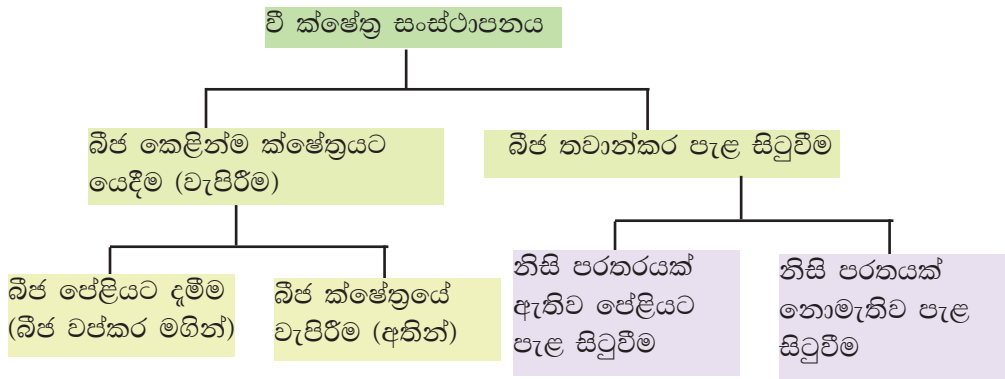 වී ක්ෂේත්‍ර සංස්ථාපනය
බීජ කෙළින්ම ක්ෂේත්‍රයට
යෙදීම (වැපිරීම)
බීජ තවාන්කර පැළ සිටුවීම
බීජ පේළියට දැමීම
(බීජ වප්කර මගින්)
බීජ ක්ෂේත්‍රයේ
වැපිරීම (අතින්)
නිසි පරතරයක්
ඇතිව පේළියට
පැළ සිටුවීම
නිසි පරතයක්
නොමැතිව පැළ
සිටුවීම